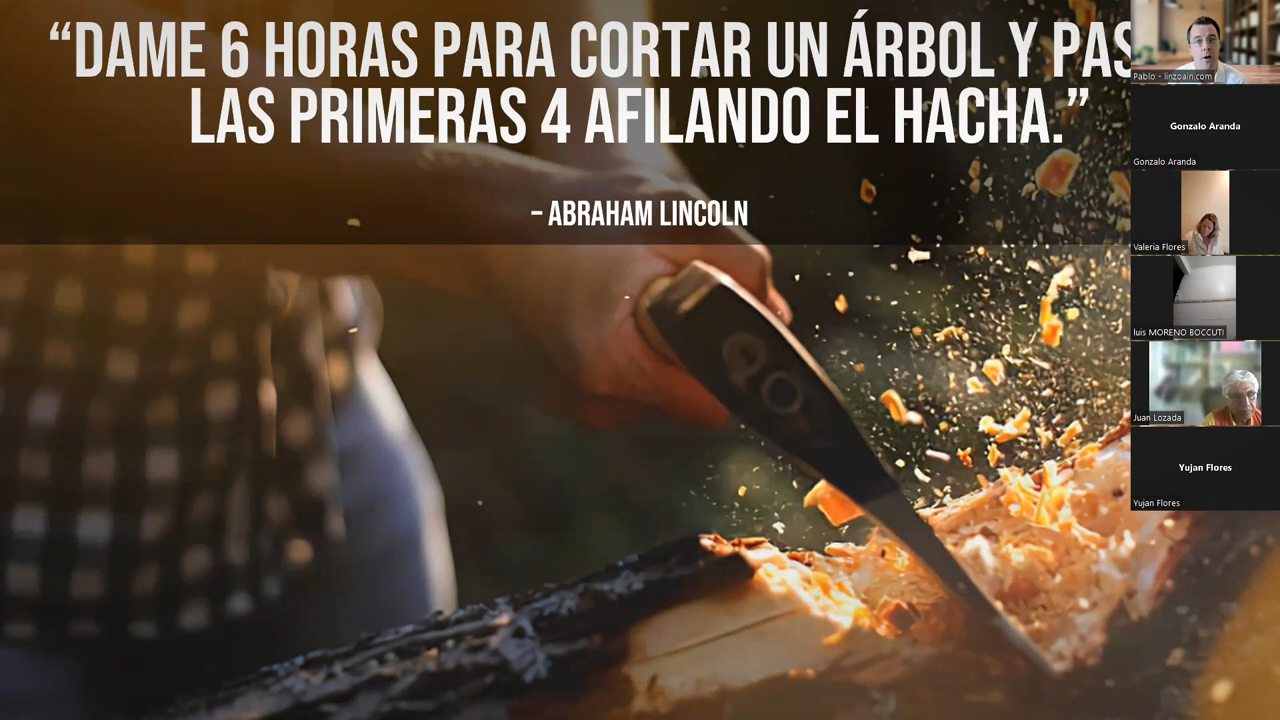 “DAME 6 HORAS PARA CORTAR UN ÁRBOL Y
LAS PRIMERAS 4 AFILANDO EL HACHA.”
– ABRAHAM LINCOLN
Pablo - linzoain.com
Gonzalo Aranda
Gonzalo Aranda
Valeria Flores
luis MORENO BOCCUTI
Juan Lozada
Yujan Flores
Yujan Flores